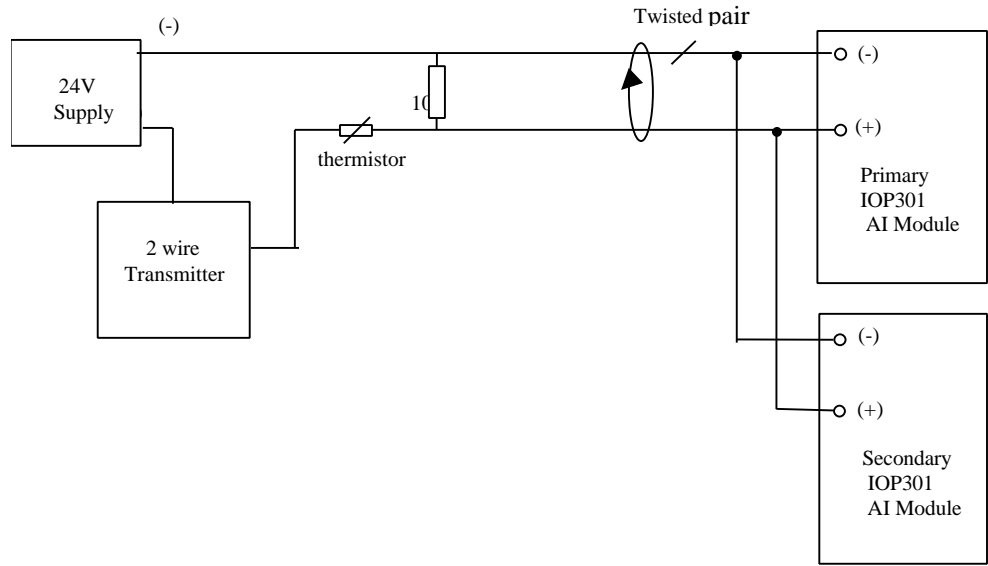 (-)
Twisted pair
24V
Supply
10
thermistor
2 wire
Transmitter
(-)
(+)
Primary
IOP301
AI Module
(-)
(+)
Secondary
IOP301
AI Module